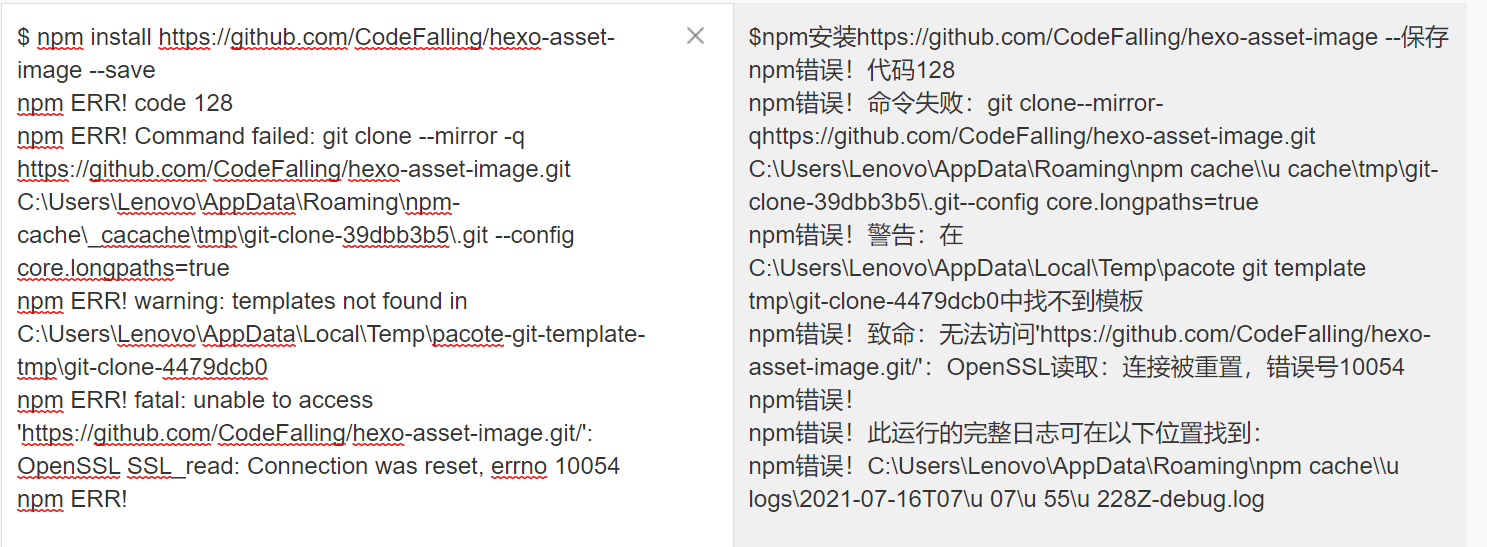 $ npm install https://github.com/CodeFalling/hexo-asset-
image --save
npm ERR! code 128
npm ERR! Command failed: git clone --mirror -q
https://github.com/CodeFalling/hexo-asset-image.git
C:\Users\Lenovo\AppData\Roaming\npm-
cache\_cacache\tmp\git-clone-39dbb3b5\.git --config
core.longpaths=true
npm ERR! warning: templates not found in
C:\Users\Lenovo\AppData\Local\Temp\pacote-git-template-
tmp\git-clone-4479dcb0
npm ERR! fatal: unable to access
'https://github.com/CodeFalling/hexo-asset-image.git/':
OpenSSL SSL_read: Connection was reset, errno 10054
npm ERR!
$npm安装https://github.com/CodeFalling/hexo-asset-image --保存
npm错误！代码128
npm错误！命令失败：git clone--mirror-
qhttps://github.com/CodeFalling/hexo-asset-image.git
C:\Users\Lenovo\AppData\Roaming\npm cache\\u cache\tmp\git-
clone-39dbb3b5\.git--config core.longpaths=true
npm错误！警告：在
C:\Users\Lenovo\AppData\Local\Temp\pacote git template
tmp\git-clone-4479dcb0中找不到模板
npm错误！致命：无法访问'https://github.com/CodeFalling/hexo-
asset-image.git/'：OpenSSL读取：连接被重置，错误号10054
npm错误！
npm错误！此运行的完整日志可在以下位置找到：
npm错误！C:\Users\Lenovo\AppData\Roaming\npm cache\\u
logs\2021-07-16T07\u 07\u 55\u 228Z-debug.log